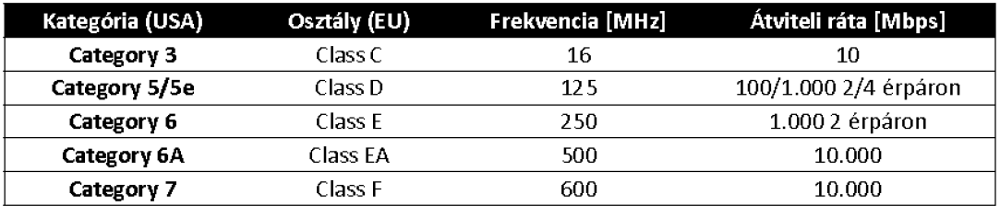 Kategória (USA) Osztály (EU) Frekvencia [MHz] Átviteli ráta [Mbps]
Category 3 Class C 16 10
Category 5/5e Class D 125 100/1.000 2/4 érpáron
Category 6 Class E 250 1.000 2 érpáron
Category 6A Class EA 500 10.000
Category 7 Class F 600 10.000